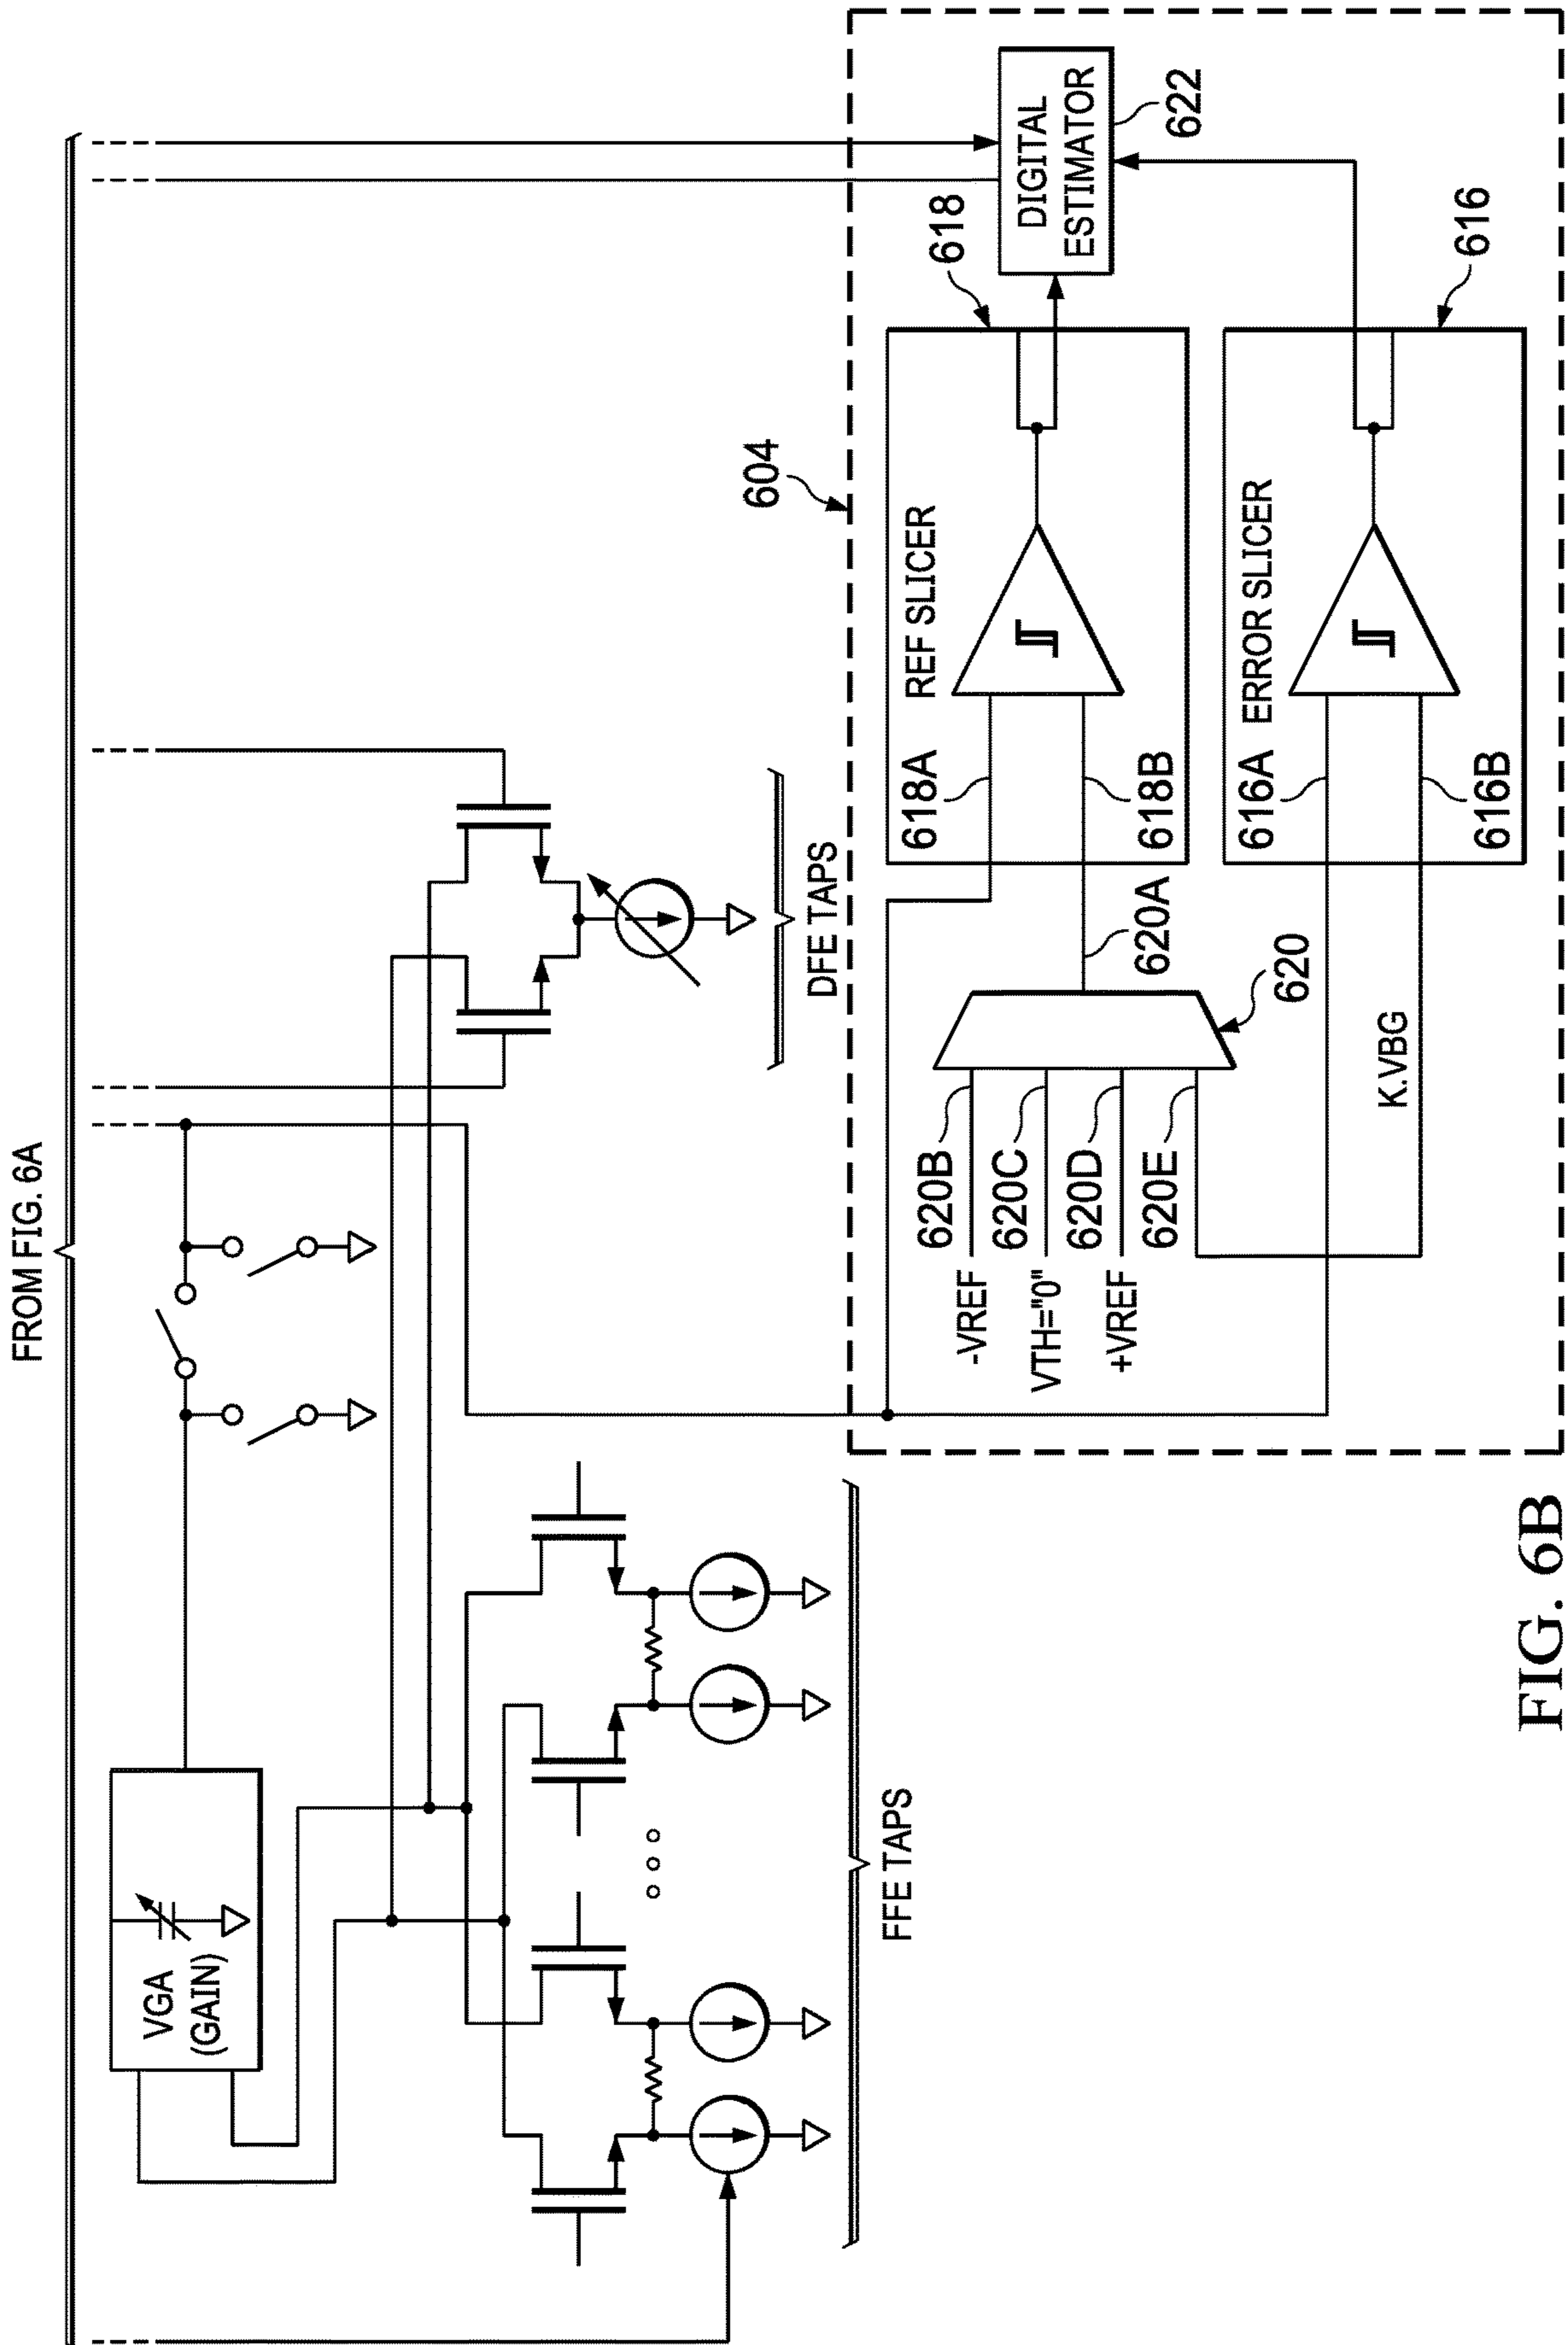 FROM FIG. 6A
VGA
(GAIN)
FFE TAPS
DFE TAPS
604
-VREF
VTH="0"
+VREF
620B
620C
620D
620E
620A
620
K.VBG
618A
618B
REF SLICER
618
616A
616B
ERROR SLICER
616
DIGITAL
ESTIMATOR
622
FIG. 6B